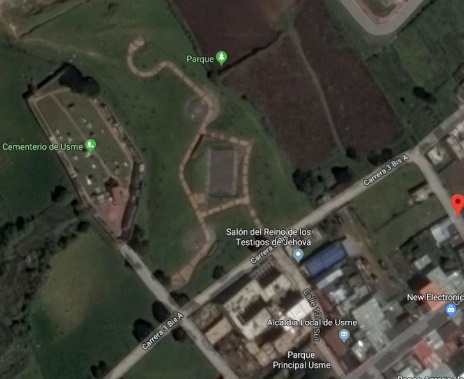 Parque
Cementerio de Usme
Carrera 3 Bis A
Salón del Reino de los
Testigos de Jehová
New Electronic
Alcaldía Local de Usme
Carrera 1 Bis A
Parque
Principal Usme